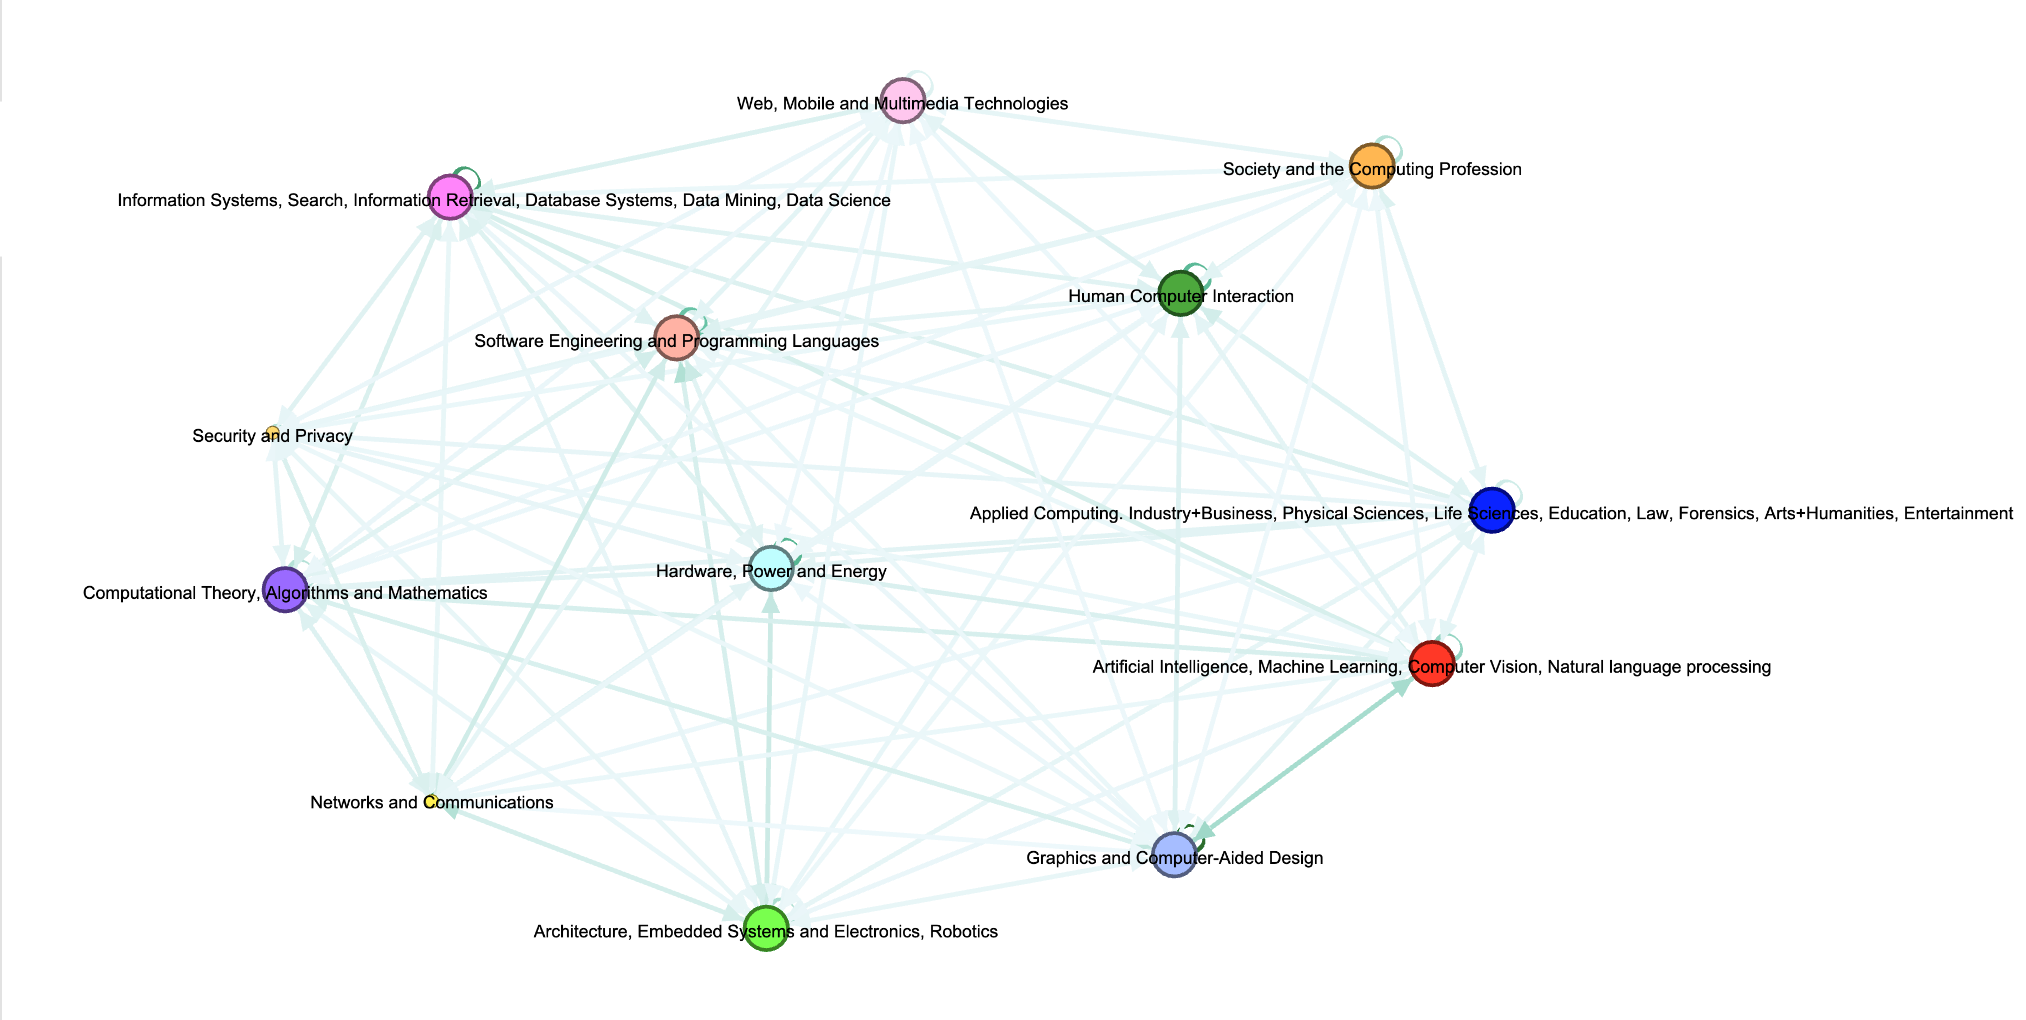 Web, Mobile and Multimedia Technologies
Society and the Computing Profession
Information Systems, Search, Information Retrieval, Database Systems, Data Mining, Data Science
Human Computer Interaction
Software Engineering and Programming Languages
Security and Privacy
Applied Computing. Industry+Business, Physical Sciences, Life Sciences, Education, Law, Forensics, Arts+Humanities, Entertainment
Hardware, Power and Energy
Computational Theory, Algorithms and Mathematics
Artificial Intelligence, Machine Learning, Computer Vision, Natural language processing
Networks and Communications
Graphics and Computer-Aided Design
Architecture, Embedded Systems and Electronics, Robotics